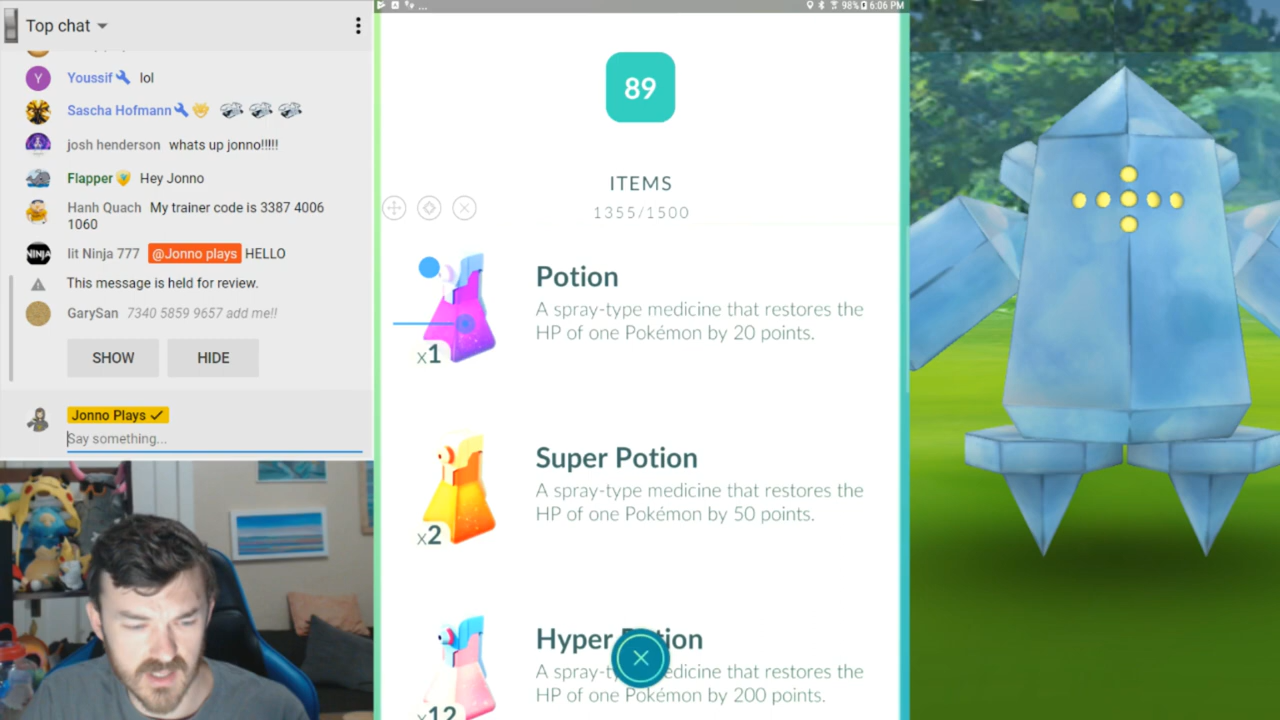 Top chat
Y Youssif lol
Sascha Hofmann
josh henderson whats up jonno!!!!!
Flapper Hey Jonno
Hanh Quach My trainer code is 3387 4006
1060
NINJA lit Ninja 777 @Jonno plays HELLO
This message is held for review.
GarySan 7340 5859 9657 add me!!
SHOW HIDE
Jonno Plays
Say something...
... 98% 6:06 PM
89
ITEMS
1355/1500
Potion
A spray-type medicine that restores the
HP of one Pokémon by 20 points.
x1
Super Potion
A spray-type medicine that restores the
HP of one Pokémon by 50 points.
x2
Hyper Potion
A spray-type medicine that restores the
HP of one Pokémon by 200 points.
x12